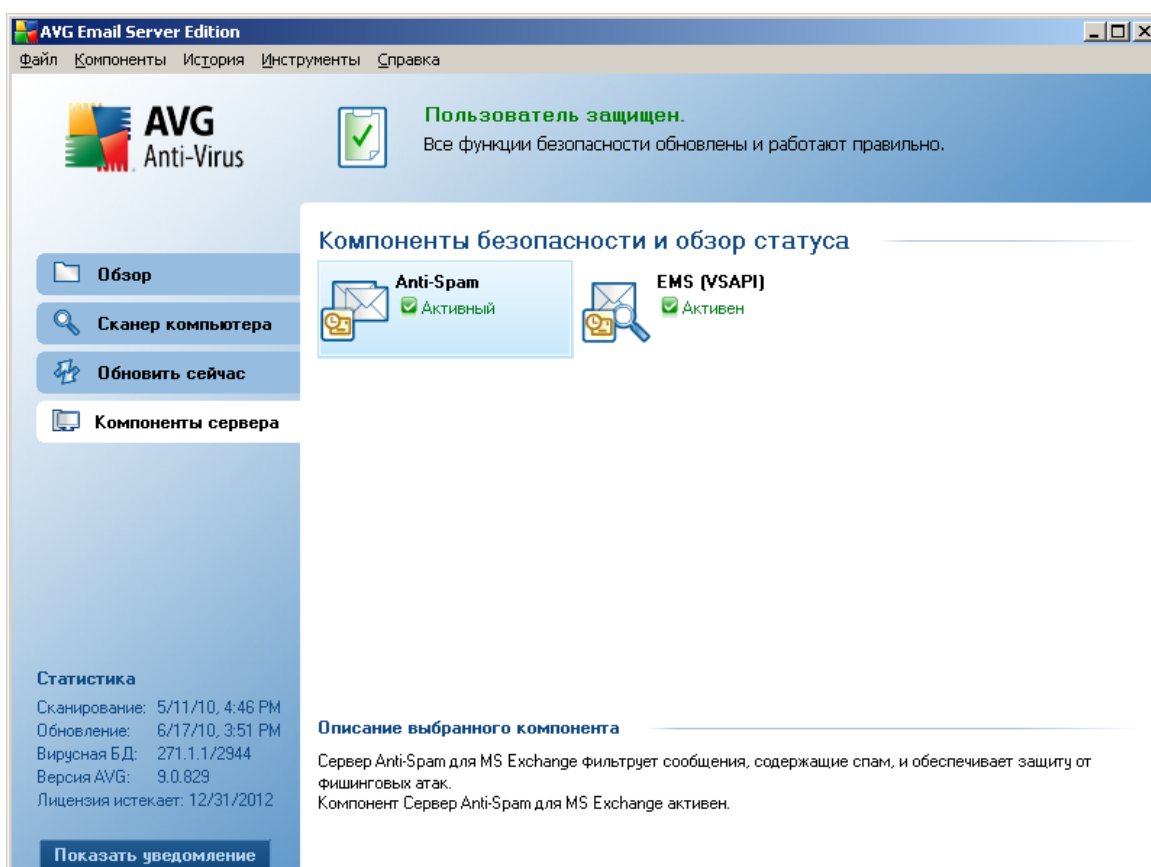 AVG Email Server Edition
Файл Компоненты История Инструменты Справка
AVG
Anti-Virus
Пользователь защищен.
Все функции безопасности обновлены и работают правильно.
Обзор
Сканер компьютера
Обновить сейчас
Компоненты сервера
Компоненты безопасности и обзор статуса
Anti-Spam
Активный
EMS (VSAPI)
Активен
Статистика
Сканирование: 5/11/10, 4:46 PM
Обновление: 6/17/10, 3:51 PM
Вирусная БД: 271.1.1/2944
Версия AVG: 9.0.829
Лицензия истекает: 12/31/2012
Показать уведомление
Описание выбранного компонента
Сервер Anti-Spam для MS Exchange фильтрует сообщения, содержащие спам, и обеспечивает защиту от
фишинговых атак.
Компонент Сервер Anti-Spam для MS Exchange активен.